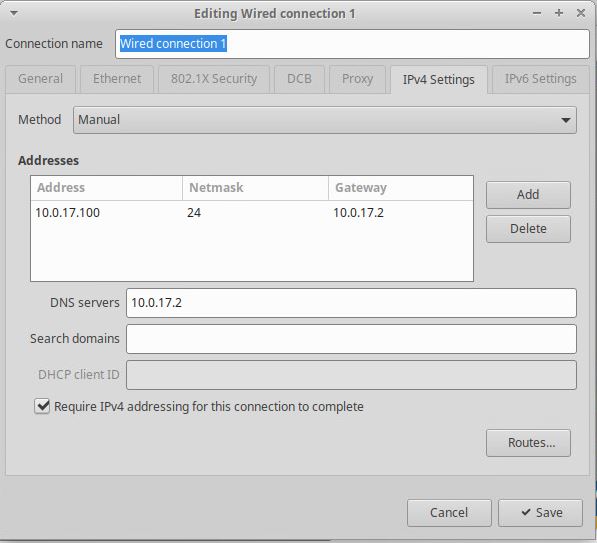 Editing Wired connection 1
Connection name Wired connection 1
General Ethernet 802.1X Security DCB Proxy IPv4 Settings IPv6 Settings
Method Manual
Addresses
Address Netmask Gateway
10.0.17.100 24 10.0.17.2
Add
Delete
DNS servers 10.0.17.2
Search domains
DHCP client ID
Require IPv4 addressing for this connection to complete
Routes...
Cancel Save